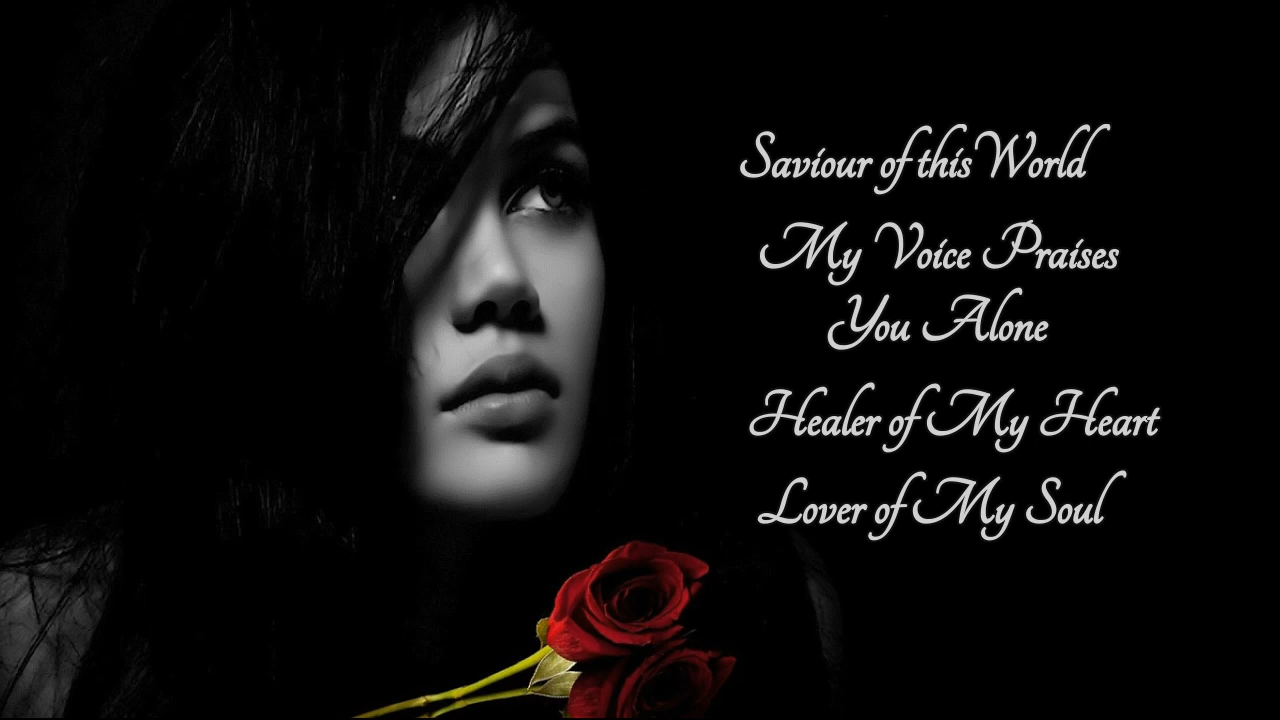 Saviour of this World
My Voice Praises
You Alone
Healer of My Heart
Lover of My Soul